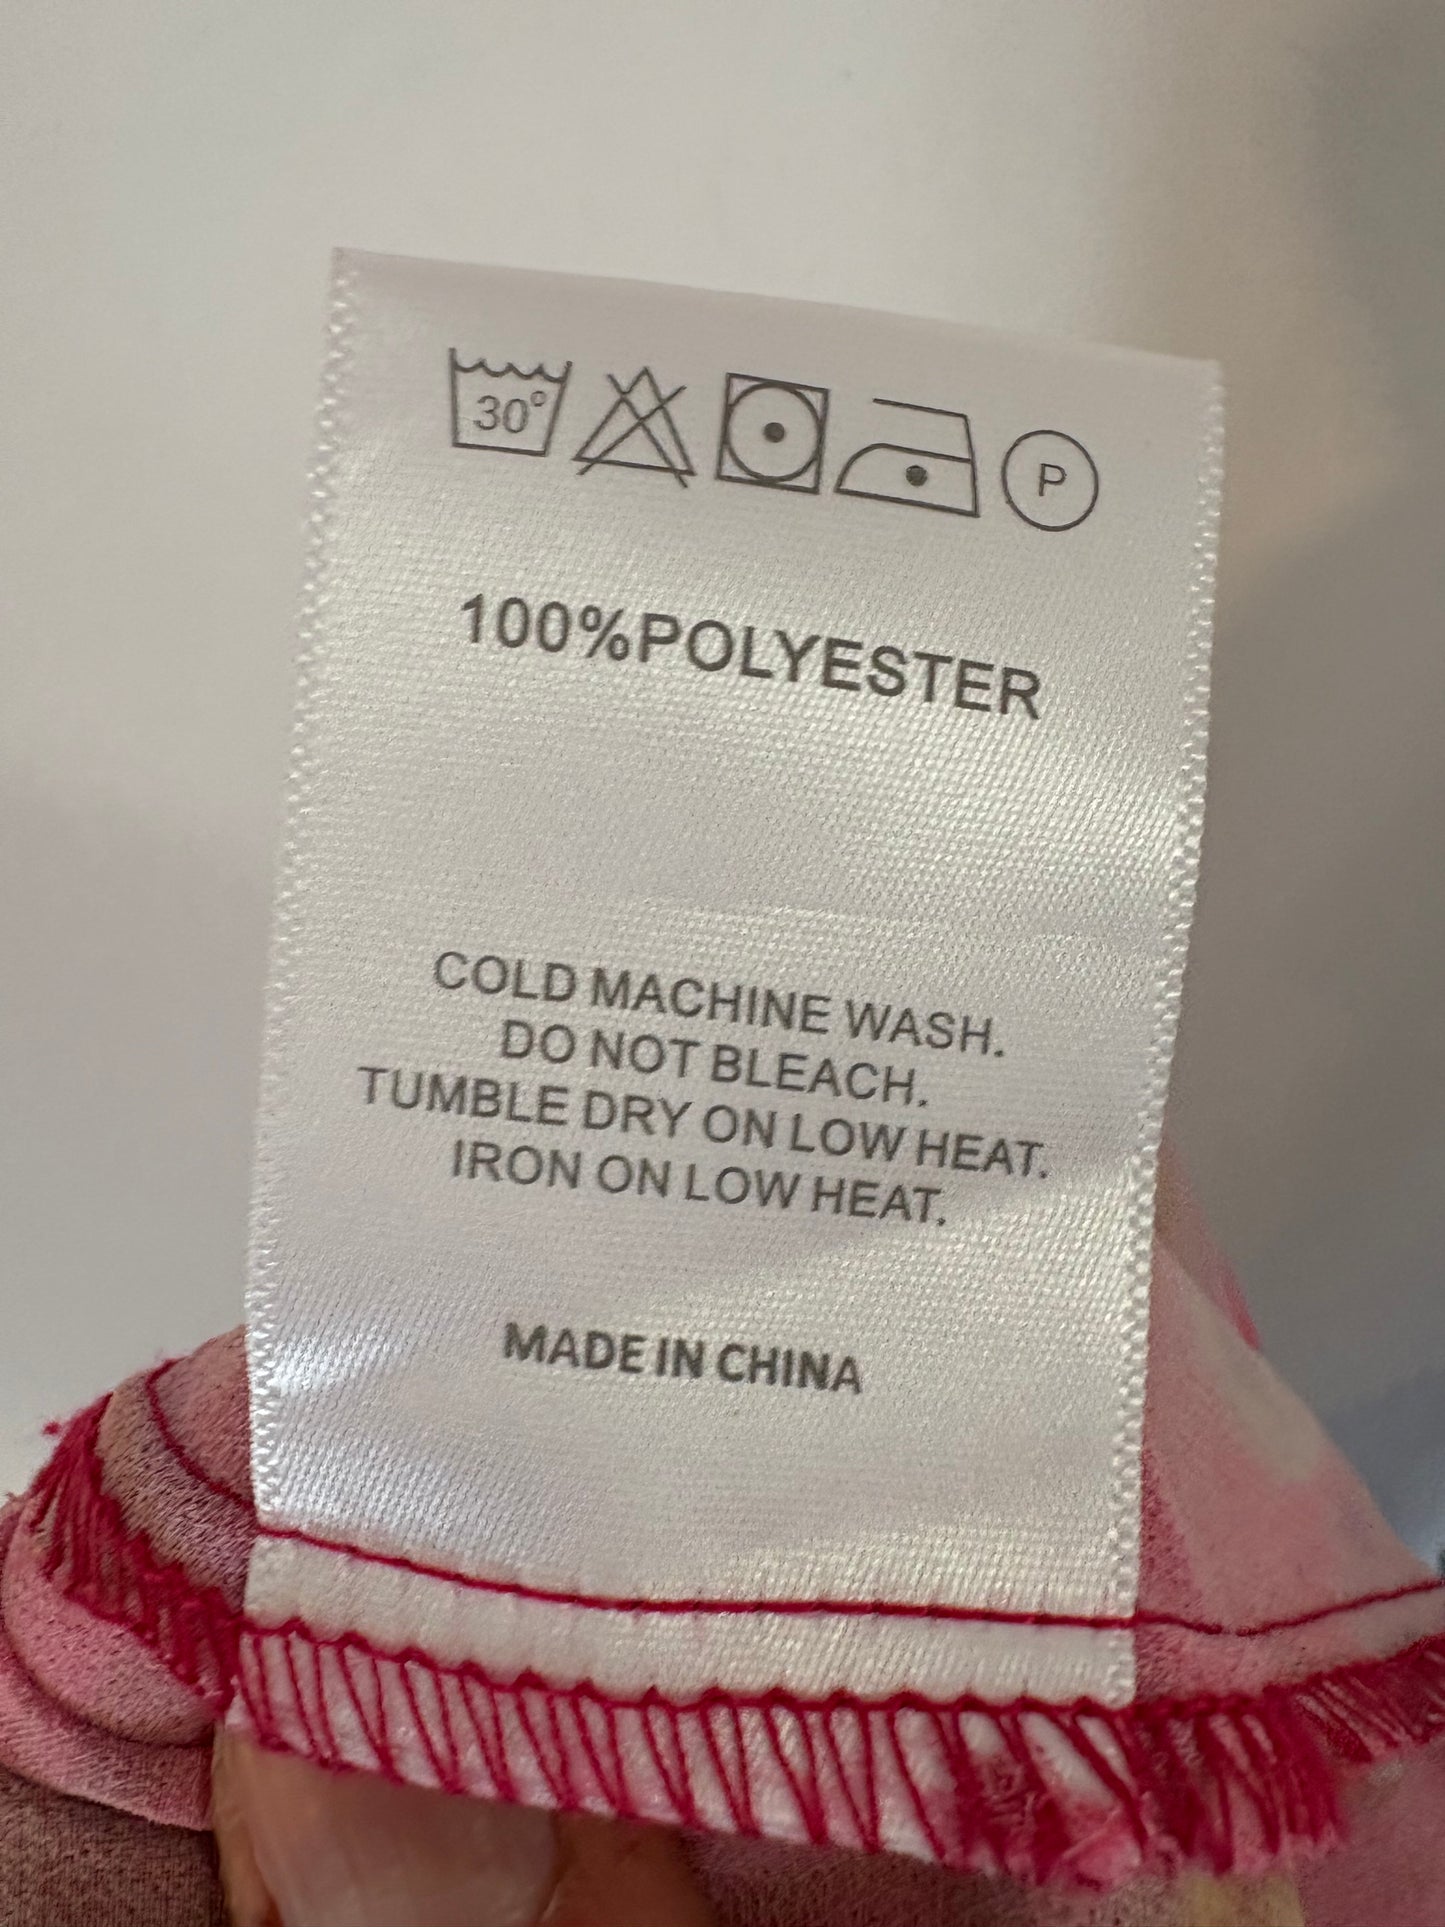 30° P
100%POLYESTER
COLD MACHINE WASH.
DO NOT BLEACH.
TUMBLE DRY ON LOW HEAT.
IRON ON LOW HEAT.
MADE IN CHINA